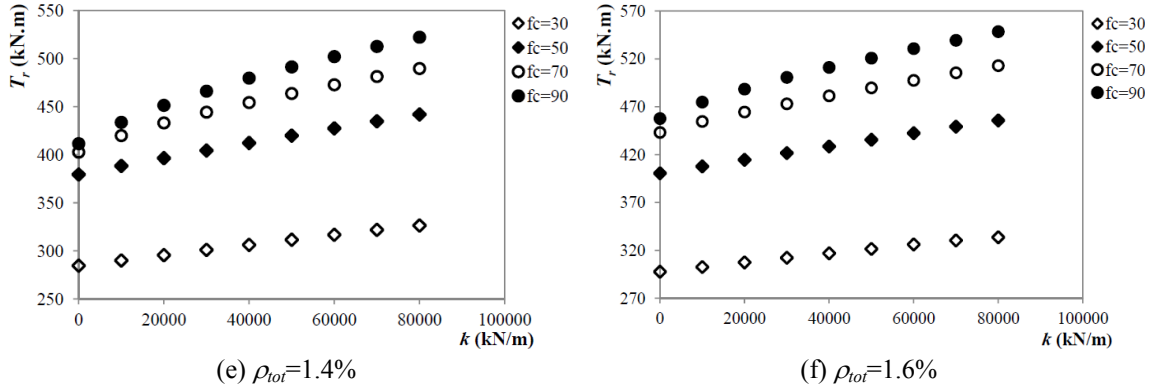 T_r (kN.m)
550
500
450
400
350
300
250
0
20000
40000
60000
80000
100000
k (kN/m)
fc=30
fc=50
fc=70
fc=90
(e) ρ_tot=1.4%
T_r (kN.m)
570
520
470
420
370
320
270
0
20000
40000
60000
80000
100000
k (kN/m)
fc=30
fc=50
fc=70
fc=90
(f) ρ_tot=1.6%